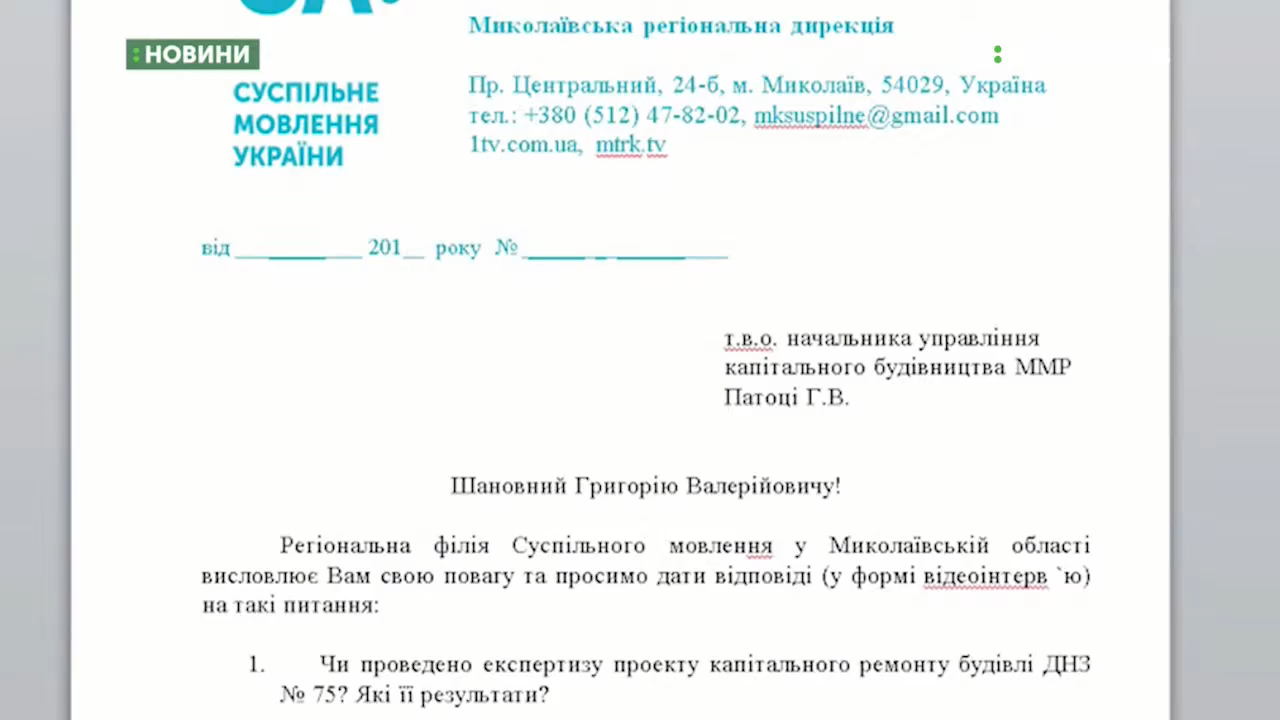 Миколаївська регіональна дирекція
: НОВИНИ
Пр. Центральний, 24-б, м. Миколаїв, 54029, Україна
СУСПІЛЬНЕ
МОВЛЕННЯ
УКРАЇНИ
тел.: +380 (512) 47-82-02, mksuspilne@gmail.com
1tv.com.ua, mtrk.tv
від ___________ 201__ року № __________________
т.в.о. начальника управління
капітального будівництва ММР
Патоці Г.В.
Шановний Григорію Валерійовичу!
Регіональна філія Суспільного мовлення у Миколаївській області
висловлює Вам свою повагу та просимо дати відповіді (у формі відеоінтерв `ю)
на такі питання:
1. Чи проведено експертизу проекту капітального ремонту будівлі ДНЗ
№ 75? Які її результати?